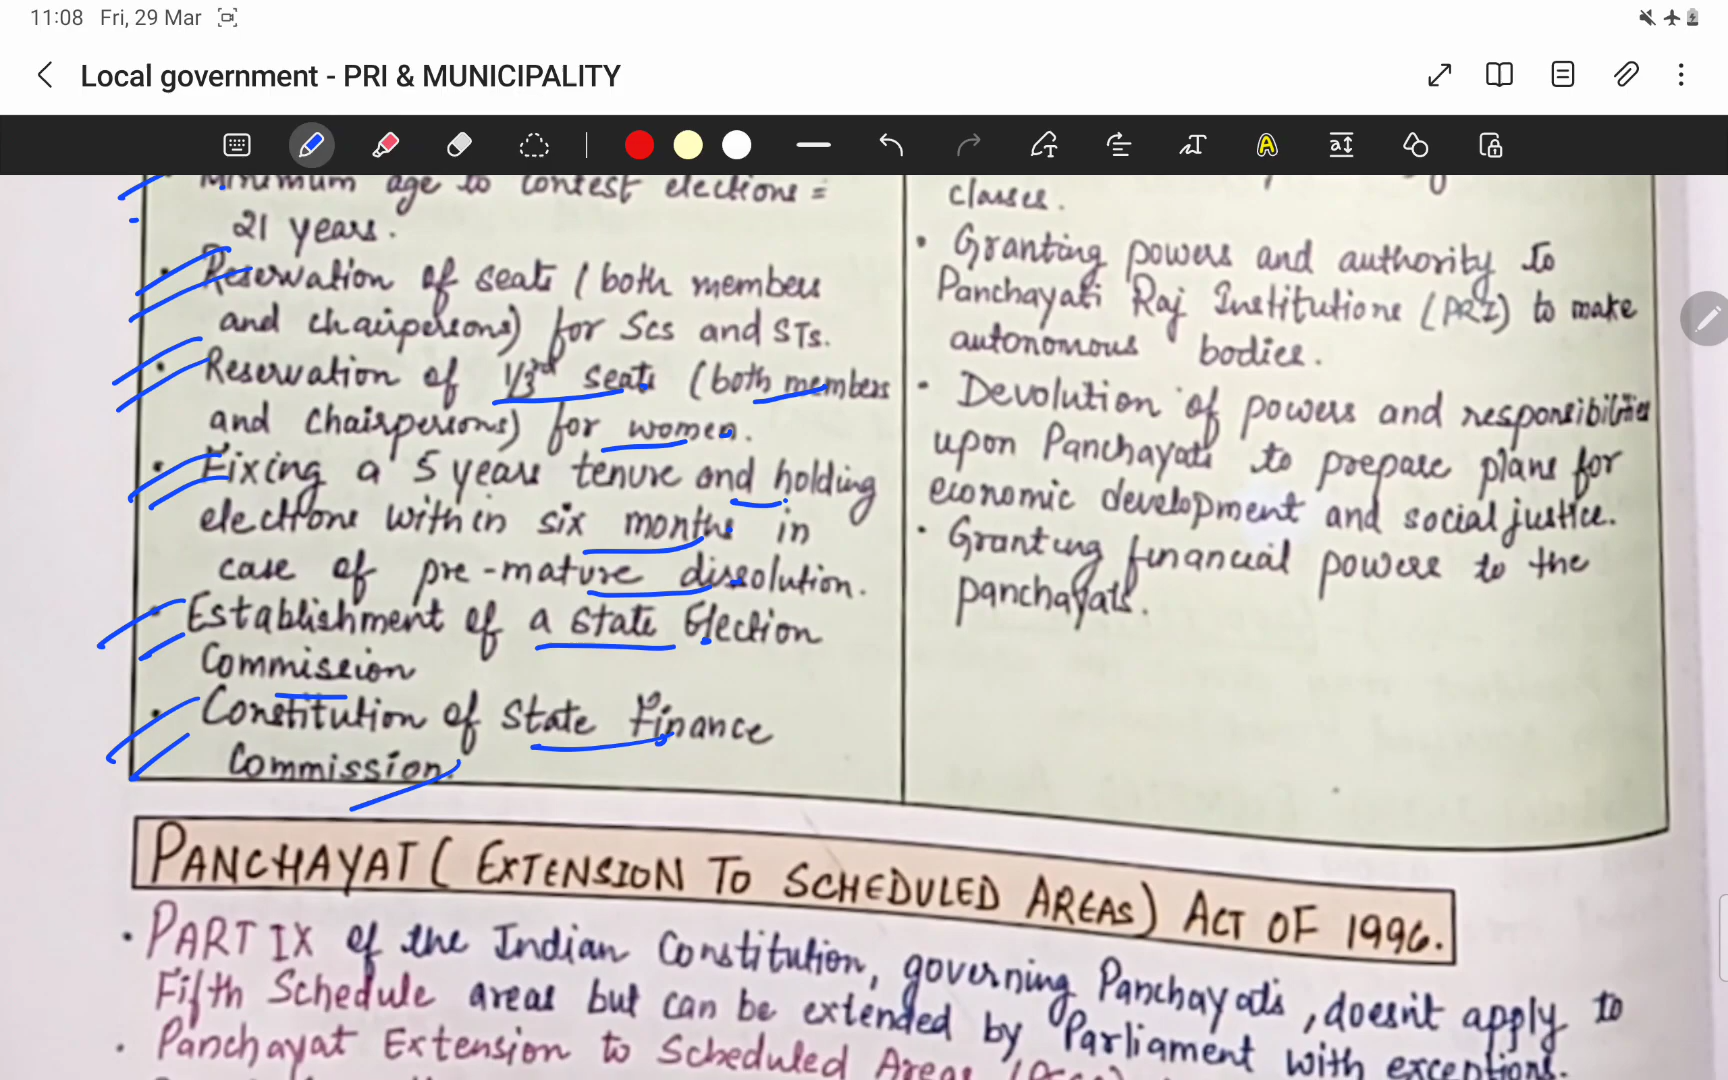 11:08 Fri, 29 Mar
Local government - PRI & MUNICIPALITY
Minimum age to contest elections =
21 years.
• Reservation of seats (both members
and chairpersons) for SCs and STs.
• Reservation of 1/3rd seats (both members
and Chairpersons) for women.
• Fixing a 5 years tenure and holding
elections within six months in
case of pre-mature dissolution.
• Establishment of a State Election
Commission
• Constitution of State Finance
Commission.
classes.
• Granting powers and authority to
Panchayati Raj Institutions (PRI) to make
autonomous bodies.
• Devolution of powers and responsibilities
upon Panchayats to prepare plans for
economic development and social justice.
• Granting financial powers to the
panchayats.
PANCHAYAT (EXTENSION TO SCHEDULED AREAS) ACT OF 1996.
• PART IX of the Indian Constitution, governing Panchayats, doesn't apply to
Fifth Schedule areas but can be extended by Parliament with exceptions.
• Panchayat Extension to Scheduled Areas